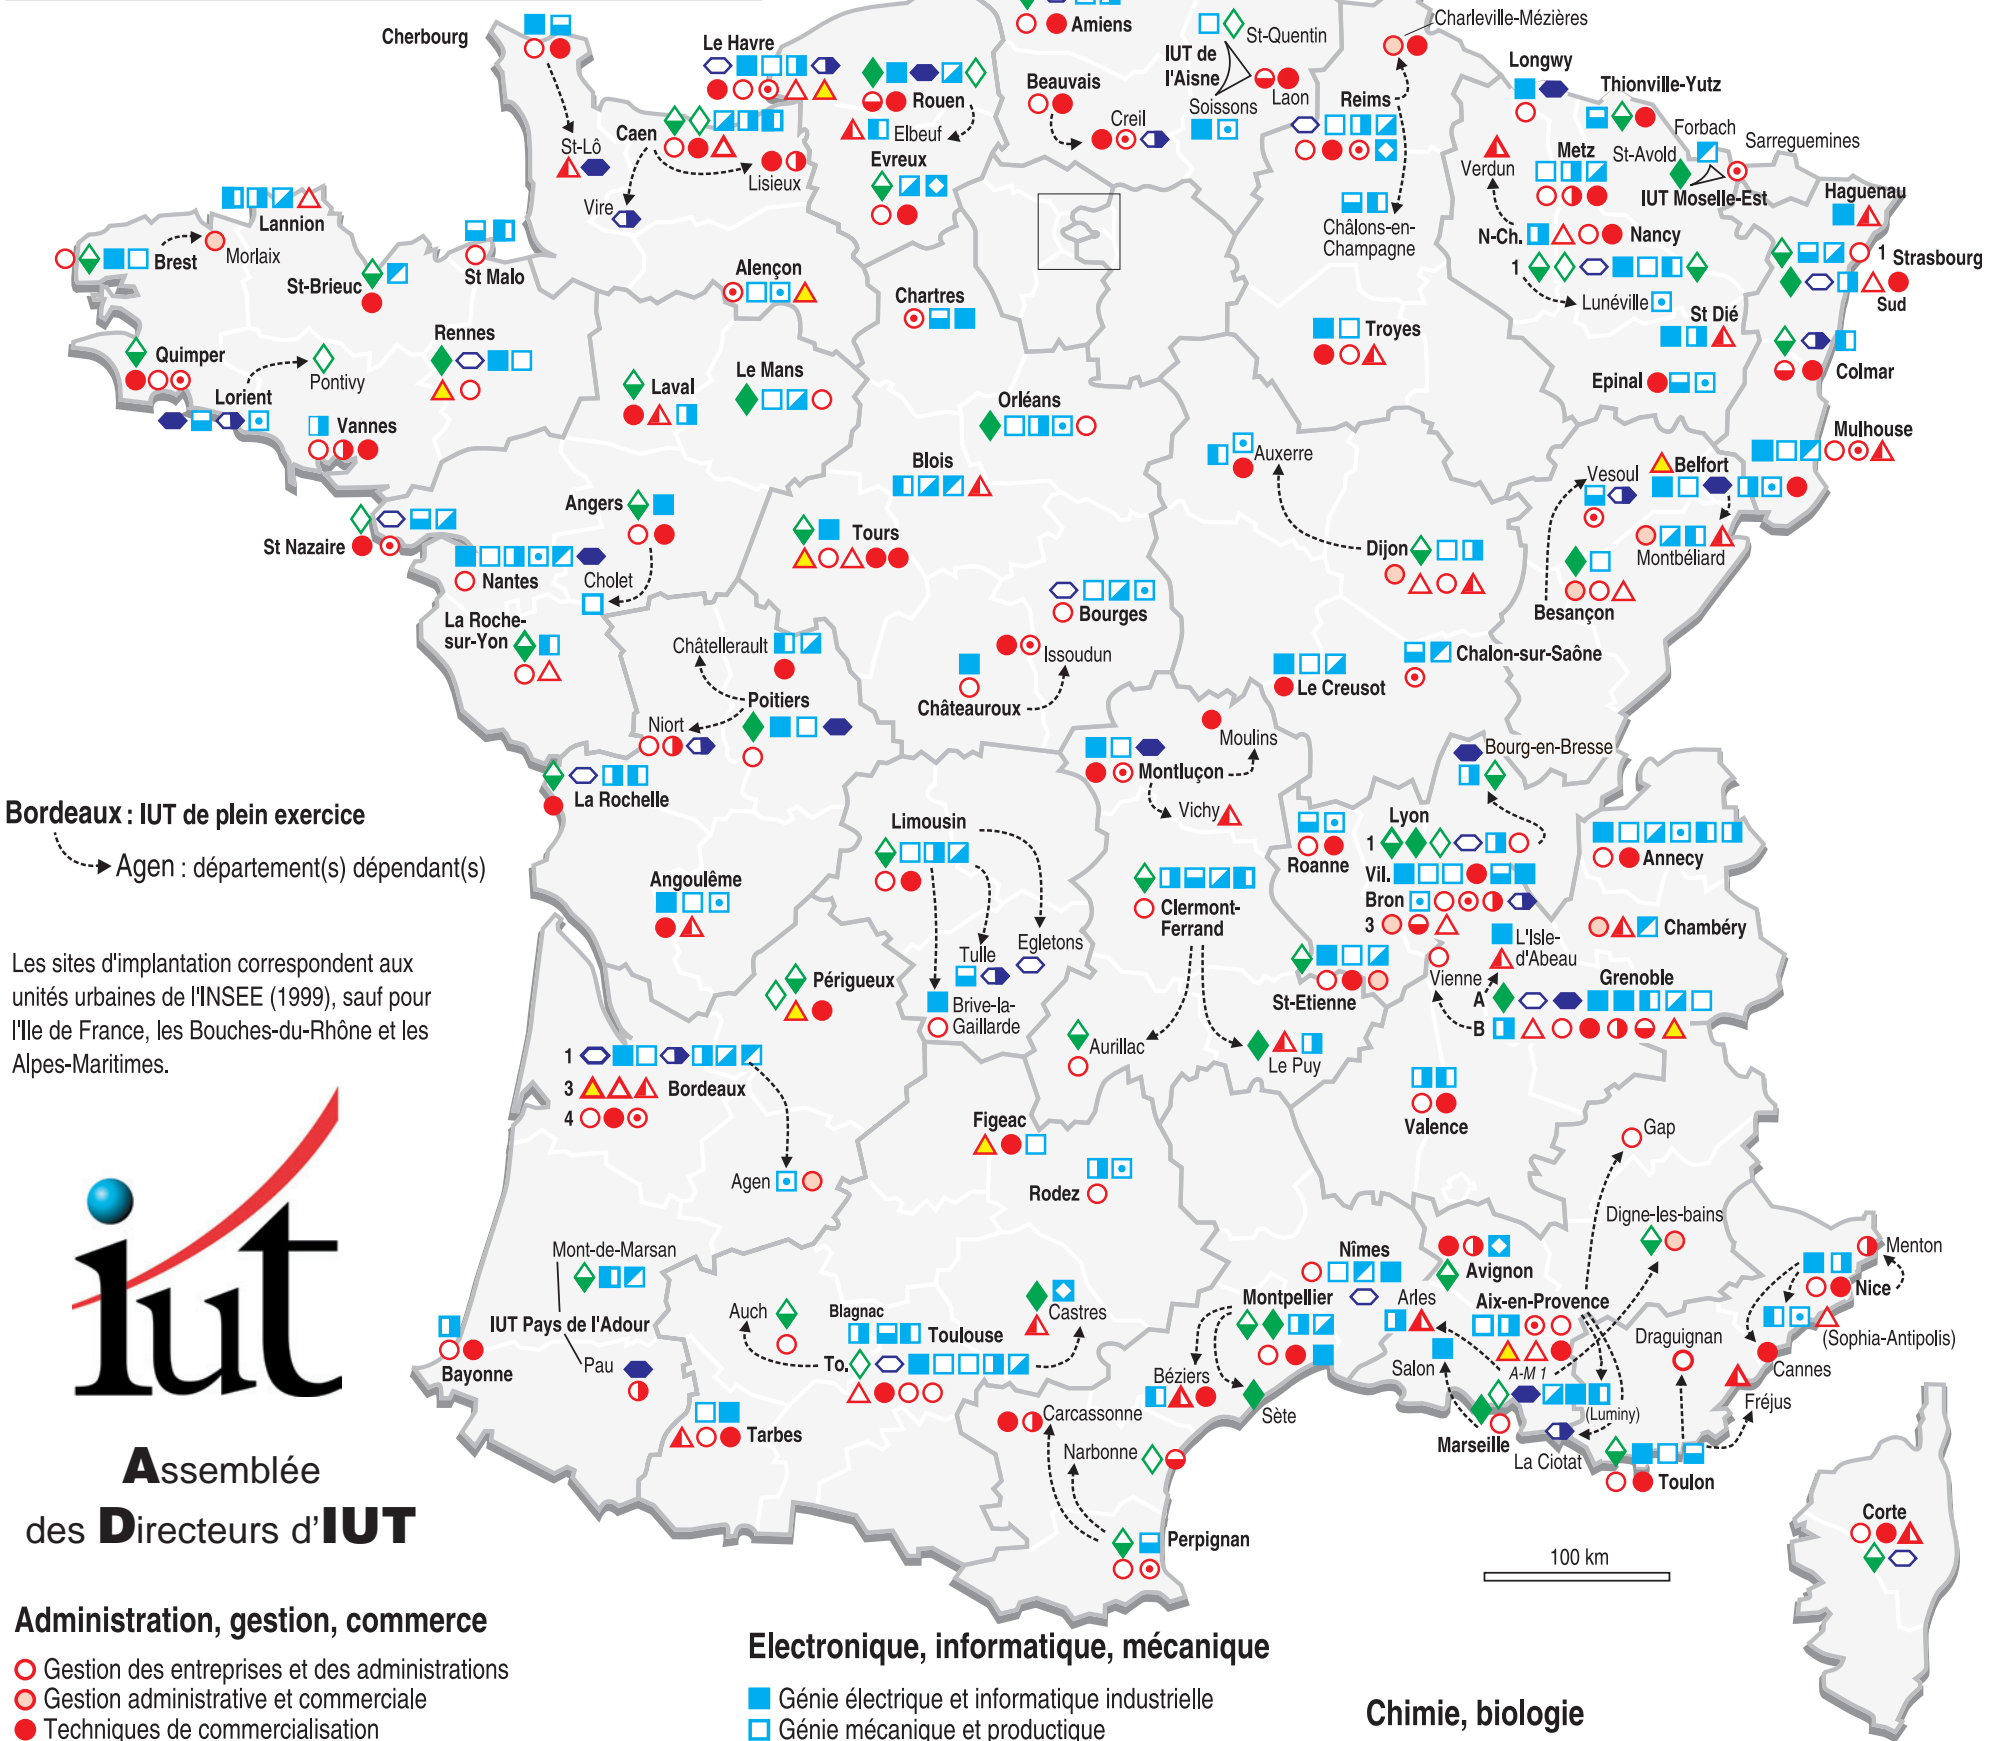 Cherbourg
Le Havre
Amiens
St-Quentin
Charleville-Mézières
IUT de
l'Aisne
Longwy
Beauvais
Thionville-Yutz
Rouen
Laon
Reims
Soissons
Creil
Forbach
Sarreguemines
Caen
Elbeuf
St-Lô
Evreux
Verdun
Metz
St-Avold
IUT Moselle-Est
Lisieux
Haguenau
Vire
Châlons-en-
Champagne
Lannion
N-Ch.
Nancy
Brest
Morlaix
St Malo
1
Strasbourg
1
Alençon
St-Brieuc
Chartres
Lunéville
Sud
St Dié
Rennes
Troyes
Quimper
Pontivy
Laval
Le Mans
Colmar
Epinal
Lorient
Orléans
Vannes
Mulhouse
Auxerre
Blois
Vesoul
Belfort
Angers
Tours
St Nazaire
Dijon
Montbéliard
Nantes
Cholet
Besançon
Bourges
La Roche-
sur-Yon
Châtellerault
Issoudun
Chalon-sur-Saône
Le Creusot
Poitiers
Châteauroux
Niort
Moulins
Bourg-en-Bresse
Montluçon
La Rochelle
Vichy
Bordeaux : IUT de plein exercice
Limousin
Lyon
1
Roanne
Annecy
Agen : département(s) dépendant(s)
Angoulême
Vil.
Bron
Clermont-
Ferrand
3
Chambéry
L'Isle-
d'Abeau
Egletons
Tulle
Vienne
Les sites d'implantation correspondent aux
unités urbaines de l'INSEE (1999), sauf pour
l'Ile de France, les Bouches-du-Rhône et les
Alpes-Maritimes.
Périgueux
Grenoble
Brive-la-
Gaillarde
St-Etienne
A
B
Aurillac
Le Puy
1
3
Bordeaux
4
Valence
Figeac
Gap
Agen
Rodez
Digne-les-bains
Mont-de-Marsan
Menton
Nîmes
Avignon
Nice
Montpellier
Arles
Aix-en-Provence
Auch
Blagnac
Castres
IUT Pays de l'Adour
Toulouse
Draguignan
(Sophia-Antipolis)
To.
Pau
Bayonne
Salon
A-M 1
Cannes
Béziers
Fréjus
Carcassonne
Sète
(Luminy)
Tarbes
Marseille
Narbonne
La Ciotat
Toulon
iut
Assemblée
des Directeurs d'IUT
Corte
Perpignan
100 km
Administration, gestion, commerce
Gestion des entreprises et des administrations
Gestion administrative et commerciale
Techniques de commercialisation
Electronique, informatique, mécanique
Génie électrique et informatique industrielle
Génie mécanique et productique
Chimie, biologie